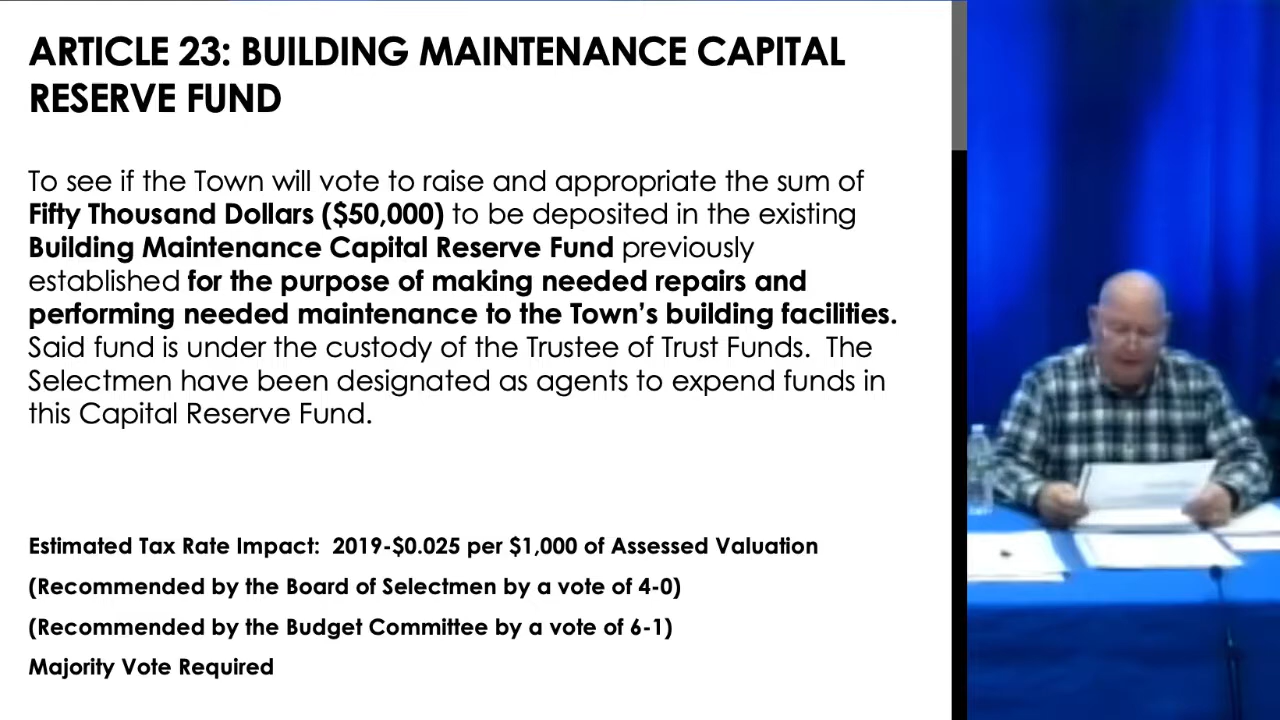 ARTICLE 23: BUILDING MAINTENANCE CAPITAL
RESERVE FUND
To see if the Town will vote to raise and appropriate the sum of
Fifty Thousand Dollars ($50,000) to be deposited in the existing
Building Maintenance Capital Reserve Fund previously
established for the purpose of making needed repairs and
performing needed maintenance to the Town's building facilities.
Said fund is under the custody of the Trustee of Trust Funds.  The
Selectmen have been designated as agents to expend funds in
this Capital Reserve Fund.
Estimated Tax Rate Impact:  2019-$0.025 per $1,000 of Assessed Valuation
(Recommended by the Board of Selectmen by a vote of 4-0)
(Recommended by the Budget Committee by a vote of 6-1)
Majority Vote Required